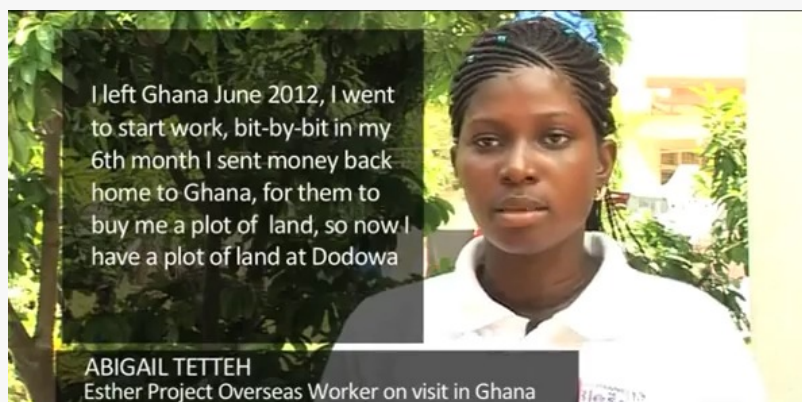 I left Ghana June 2012, I went
to start work, bit-by-bit in my
6th month I sent money back
home to Ghana, for them to
buy me a plot of land, so now I
have a plot of land at Dodowa
ABIGAIL TETTEH
Esther Project Overseas Worker on visit in Ghana